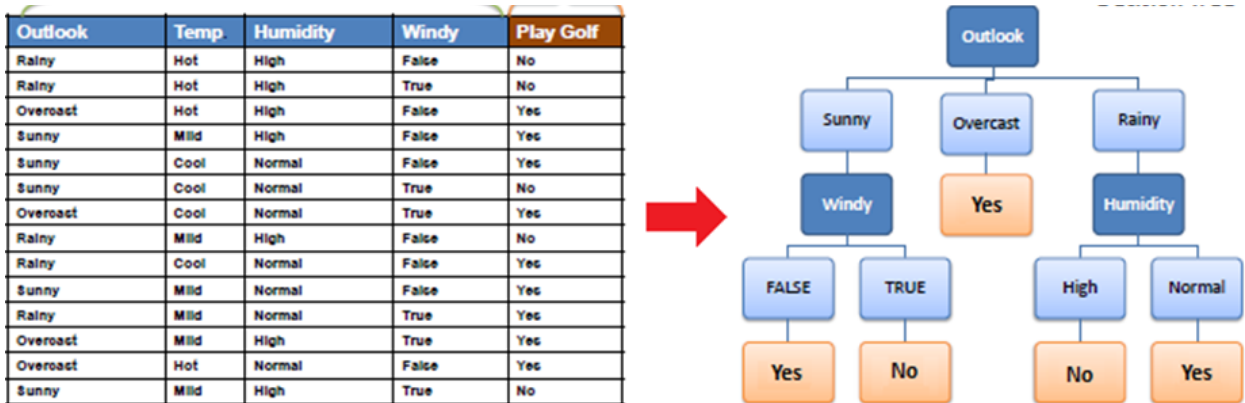 Outlook Temp. Humidity Windy Play Golf
Rainy Hot High False No
Rainy Hot High True No
Overcast Hot High False Yes
Sunny Mild High False Yes
Sunny Cool Normal False Yes
Sunny Cool Normal True No
Overcast Cool Normal True Yes
Rainy Mild High False No
Rainy Cool Normal False Yes
Sunny Mild Normal False Yes
Rainy Mild Normal True Yes
Overcast Mild High True Yes
Overcast Hot Normal False Yes
Sunny Mild High True No
Outlook
Sunny Overcast Rainy
Windy Yes Humidity
FALSE TRUE High Normal
Yes No No Yes